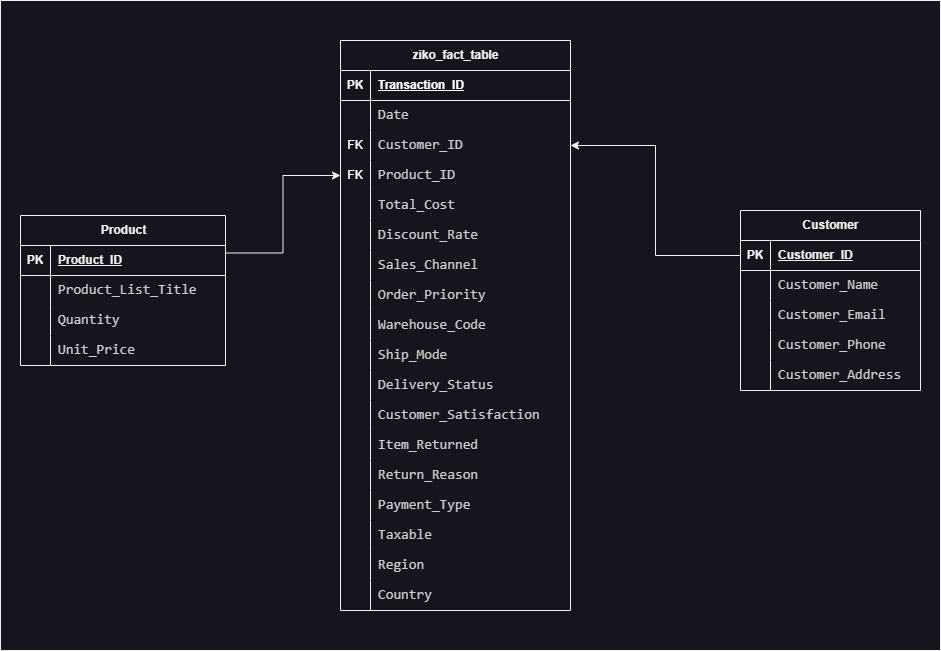 ziko_fact_table
PK Transaction_ID
Date
FK Customer_ID
FK Product_ID
Total_Cost
Discount_Rate
Sales_Channel
Order_Priority
Warehouse_Code
Ship_Mode
Delivery_Status
Customer_Satisfaction
Item_Returned
Return_Reason
Payment_Type
Taxable
Region
Country
Product
PK Product_ID
Product_List_Title
Quantity
Unit_Price
Customer
PK Customer_ID
Customer_Name
Customer_Email
Customer_Phone
Customer_Address